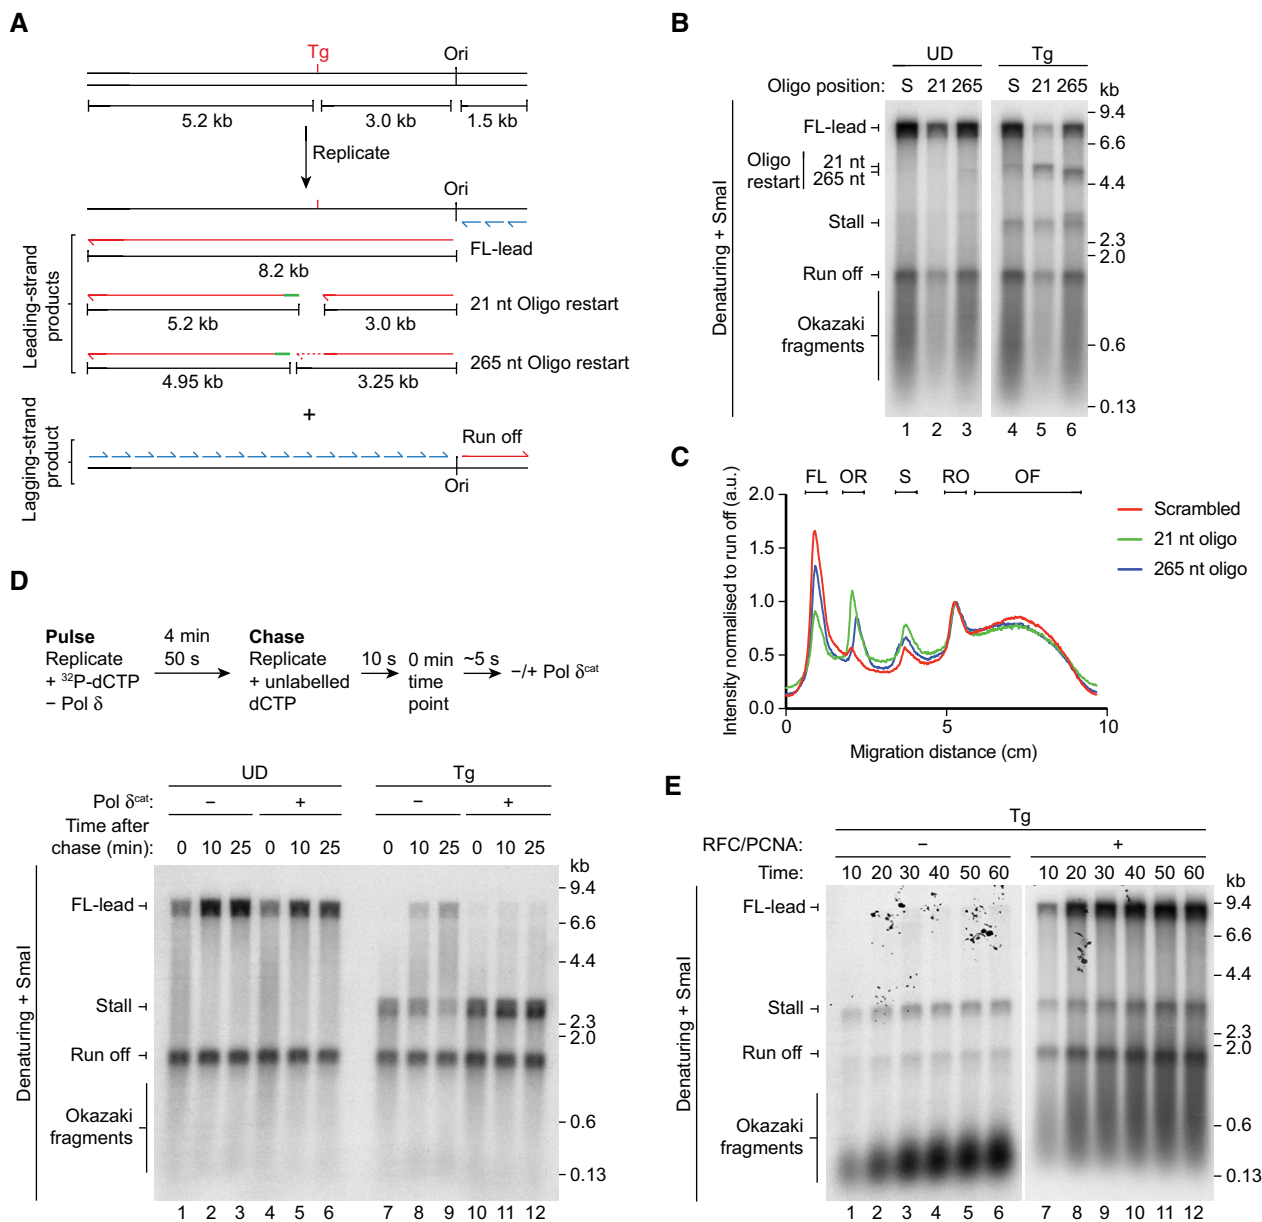 A
Tg
Ori
5.2 kb
3.0 kb
1.5 kb
Replicate
Ori
Leading-strand products
FL-lead
8.2 kb
21 nt Oligo restart
5.2 kb
3.0 kb
265 nt Oligo restart
4.95 kb
3.25 kb
+
Lagging-strand product
Run off
Ori
B
UD
Tg
Oligo position: S 21 265 S 21 265
kb
Denaturing + SmaI
FL-lead
Oligo restart
21 nt
265 nt
Stall
Run off
Okazaki fragments
9.4
6.6
4.4
2.3
2.0
0.6
0.13
1 2 3 4 5 6
C
FL OR S RO OF
Intensity normalised to run off (a.u.)
2.0
1.5
1.0
0.5
0.0
0 5 10
Migration distance (cm)
Scrambled
21 nt oligo
265 nt oligo
D
Pulse
Replicate
+ ³²P-dCTP
− Pol δ
4 min
50 s
Chase
Replicate
+ unlabelled
dCTP
10 s
0 min
time
point
~5 s
−/+ Pol δᶜᵃᵗ
UD
Tg
Pol δᶜᵃᵗ: − + − +
Time after
chase (min): 0 10 25 0 10 25 0 10 25 0 10 25
kb
Denaturing + SmaI
FL-lead
Stall
Run off
Okazaki
fragments
9.4
6.6
4.4
2.3
2.0
0.6
0.13
1 2 3 4 5 6 7 8 9 10 11 12
E
Tg
RFC/PCNA: − +
Time: 10 20 30 40 50 60 10 20 30 40 50 60
kb
Denaturing + SmaI
FL-lead
Stall
Run off
Okazaki
fragments
9.4
6.6
4.4
2.3
2.0
0.6
0.13
1 2 3 4 5 6 7 8 9 10 11 12